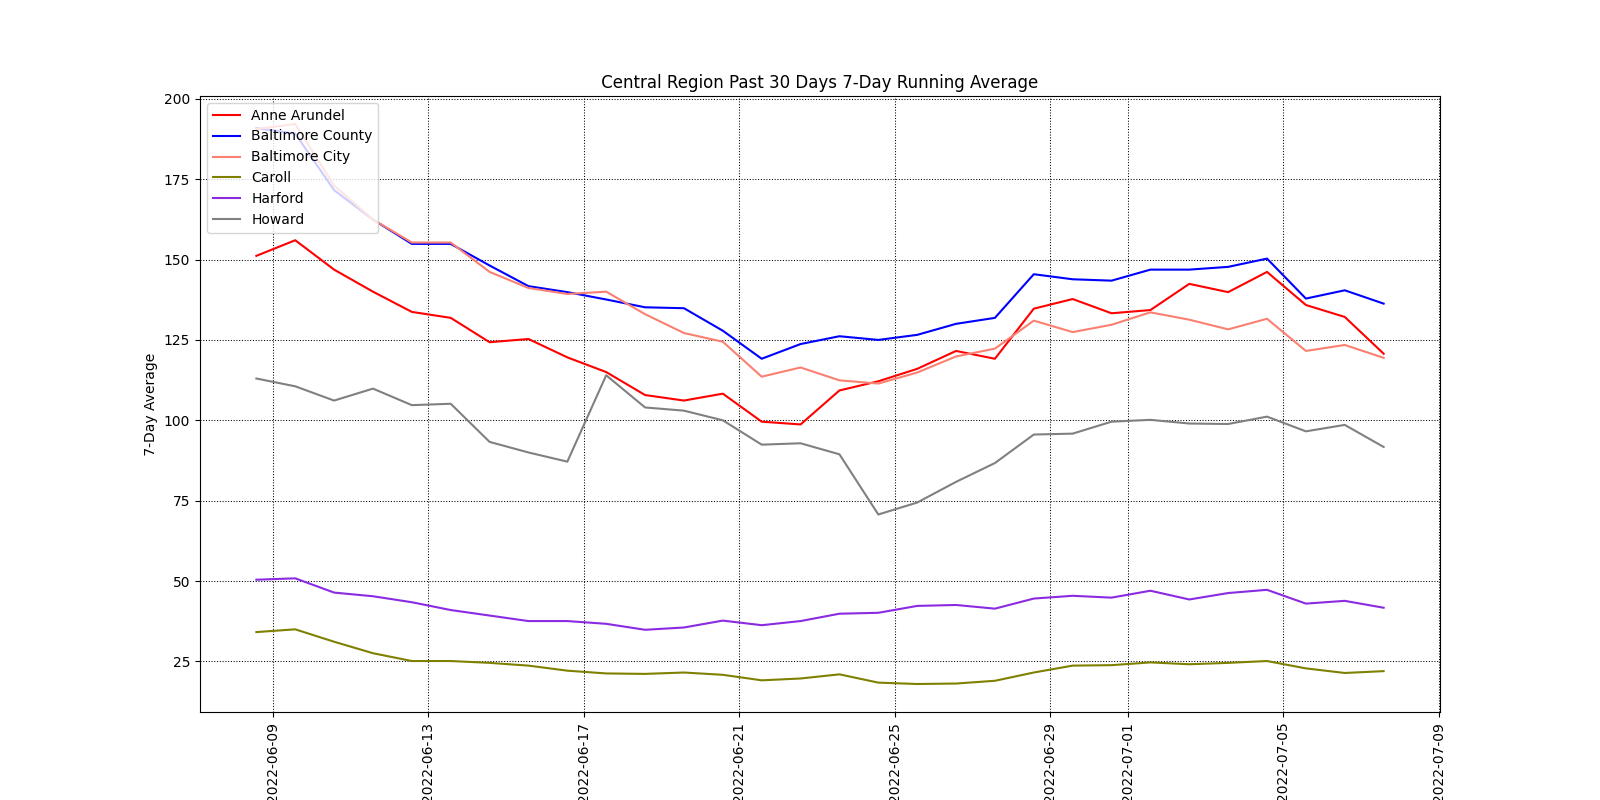 Central Region Past 30 Days 7-Day Running Average
200
175
150
125
100
75
50
25
7-Day Average
Anne Arundel
Baltimore County
Baltimore City
Caroll
Harford
Howard
2022-06-09
2022-06-13
2022-06-17
2022-06-21
2022-06-25
2022-06-29
2022-07-01
2022-07-05
2022-07-09